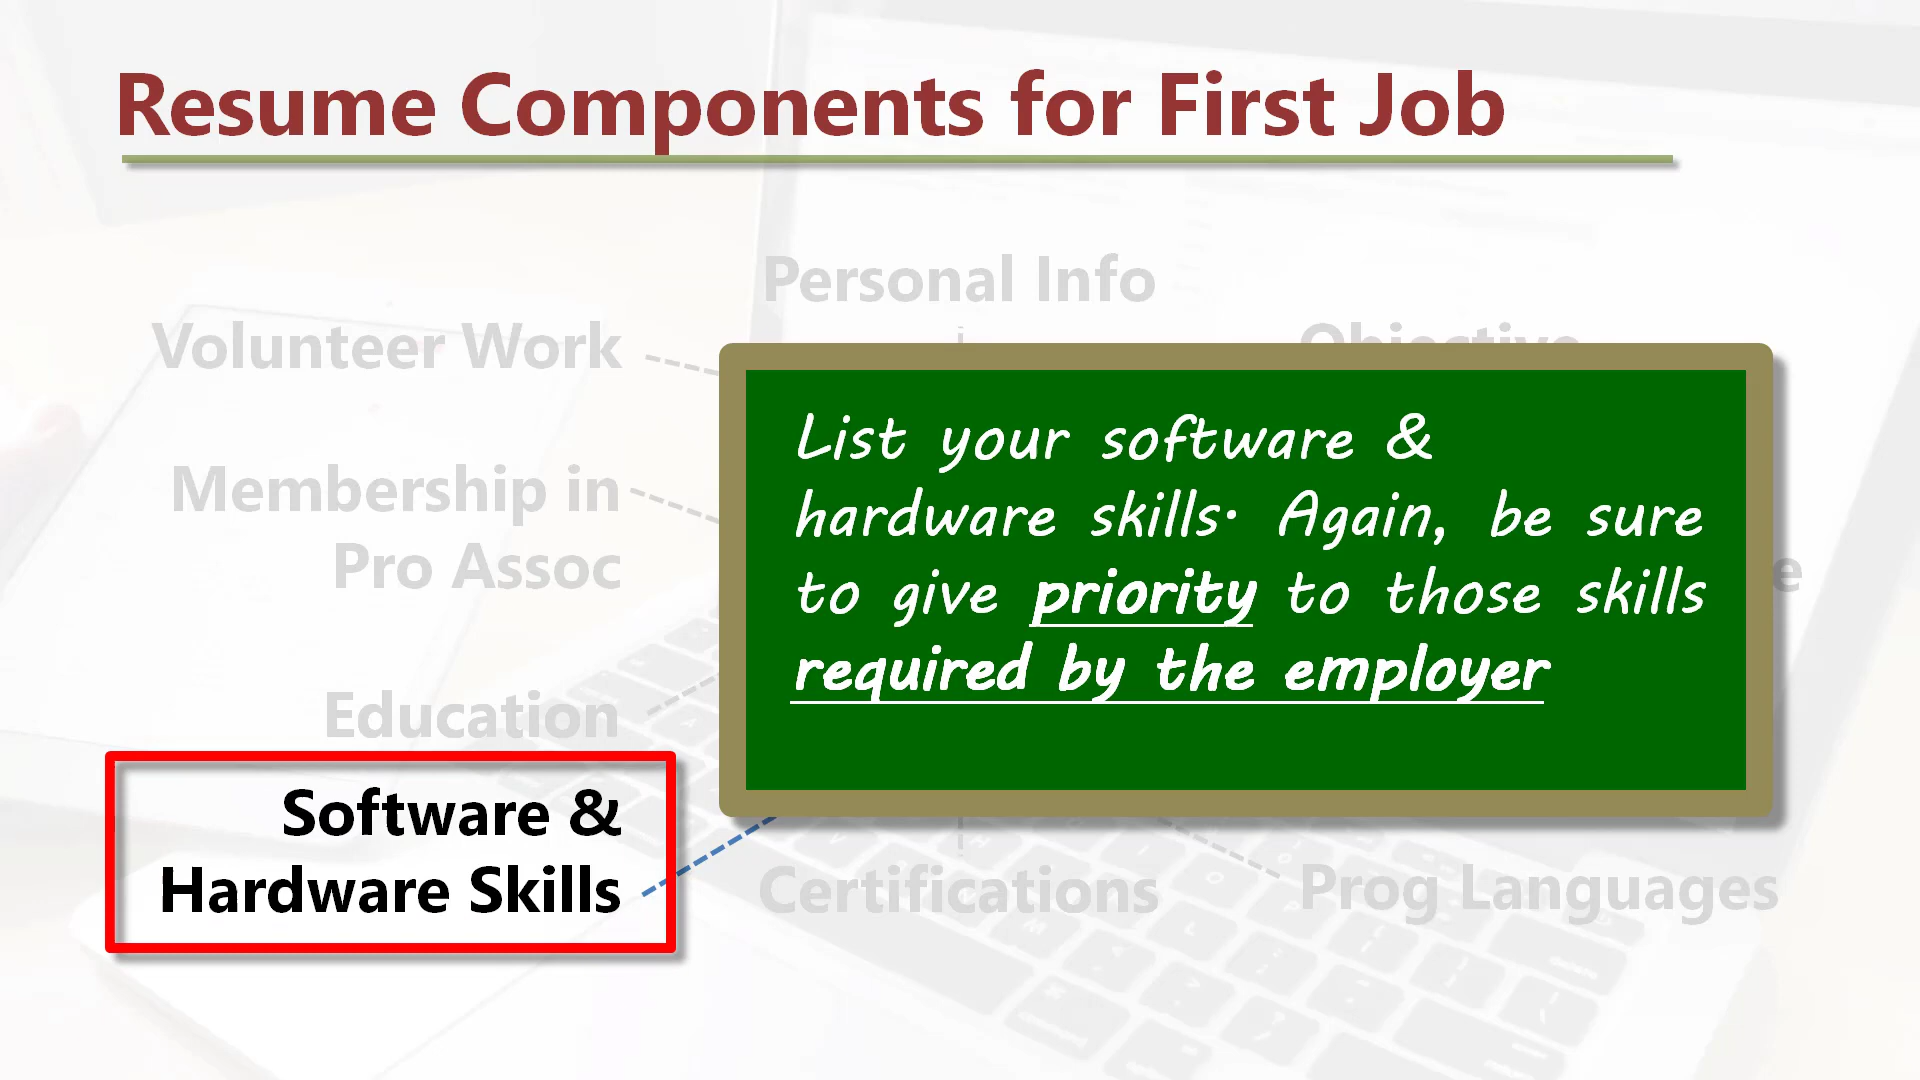 Resume Components for First Job
Personal Info
Volunteer Work
Objective
Membership in
Pro Assoc
Education
Software &
Hardware Skills
List your software &
hardware skills. Again, be sure
to give priority to those skills
required by the employer
Certifications
Prog Languages